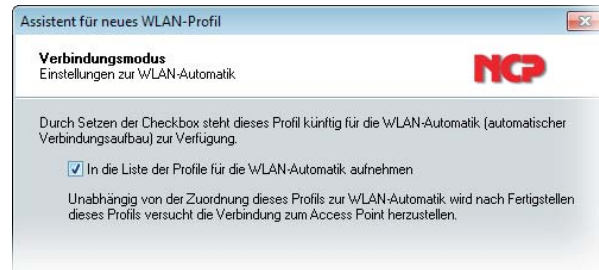 Assistent für neues WLAN-Profil
Verbindungsmodus
Einstellungen zur WLAN-Automatik
NCP
Durch Setzen der Checkbox steht dieses Profil künftig für die WLAN-Automatik (automatischer
Verbindungsaufbau) zur Verfügung.
In die Liste der Profile für die WLAN-Automatik aufnehmen
Unabhängig von der Zuordnung dieses Profils zur WLAN-Automatik wird nach Fertigstellen
dieses Profils versucht die Verbindung zum Access Point herzustellen.